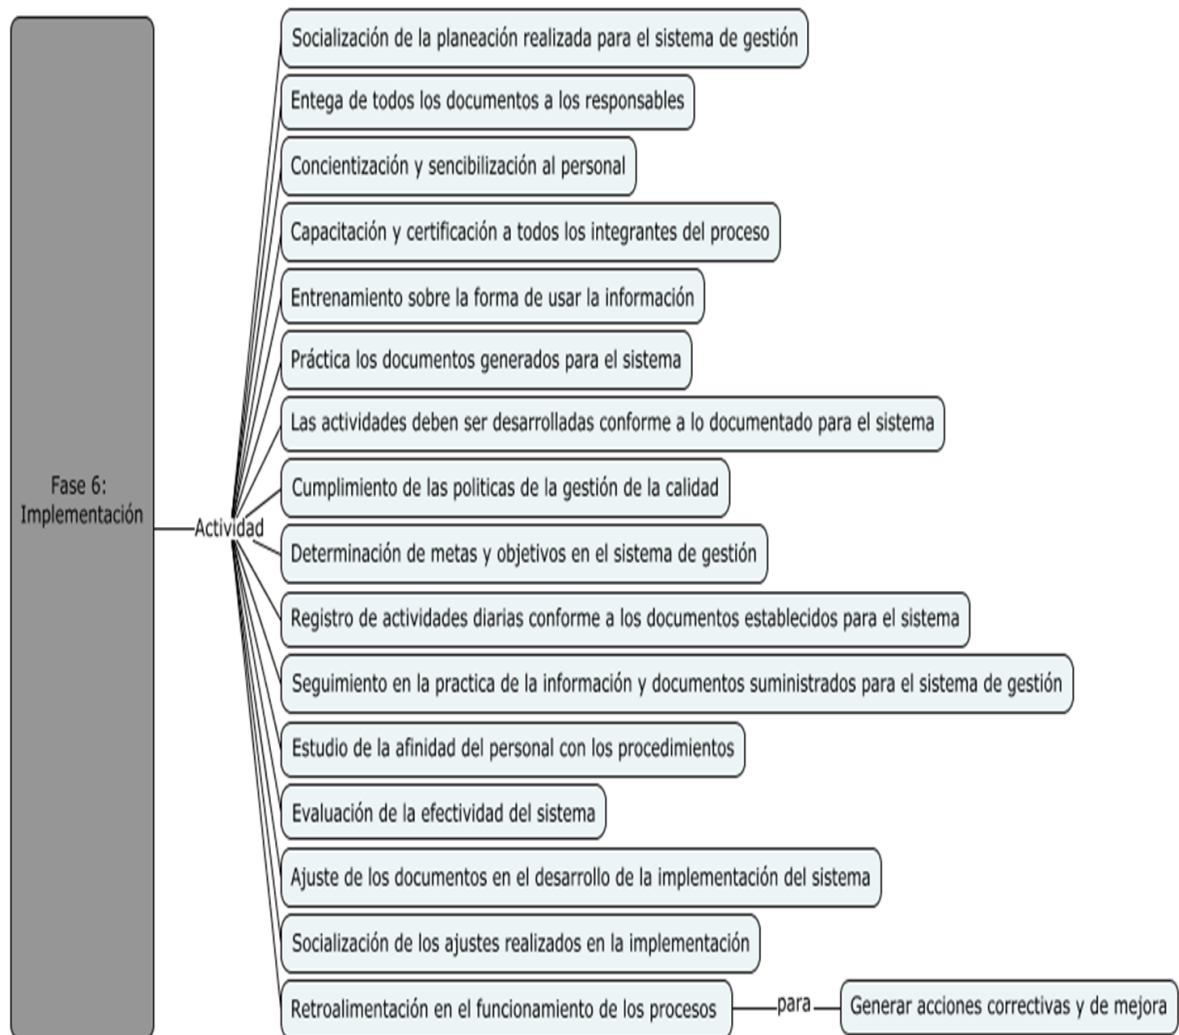 Fase 6:
Implementación
Actividad
Socialización de la planeación realizada para el sistema de gestión
Entega de todos los documentos a los responsables
Concientización y sencibilización al personal
Capacitación y certificación a todos los integrantes del proceso
Entrenamiento sobre la forma de usar la información
Práctica los documentos generados para el sistema
Las actividades deben ser desarrolladas conforme a lo documentado para el sistema
Cumplimiento de las politicas de la gestión de la calidad
Determinación de metas y objetivos en el sistema de gestión
Registro de actividades diarias conforme a los documentos establecidos para el sistema
Seguimiento en la practica de la información y documentos suministrados para el sistema de gestión
Estudio de la afinidad del personal con los procedimientos
Evaluación de la efectividad del sistema
Ajuste de los documentos en el desarrollo de la implementación del sistema
Socialización de los ajustes realizados en la implementación
Retroalimentación en el funcionamiento de los procesos
para
Generar acciones correctivas y de mejora